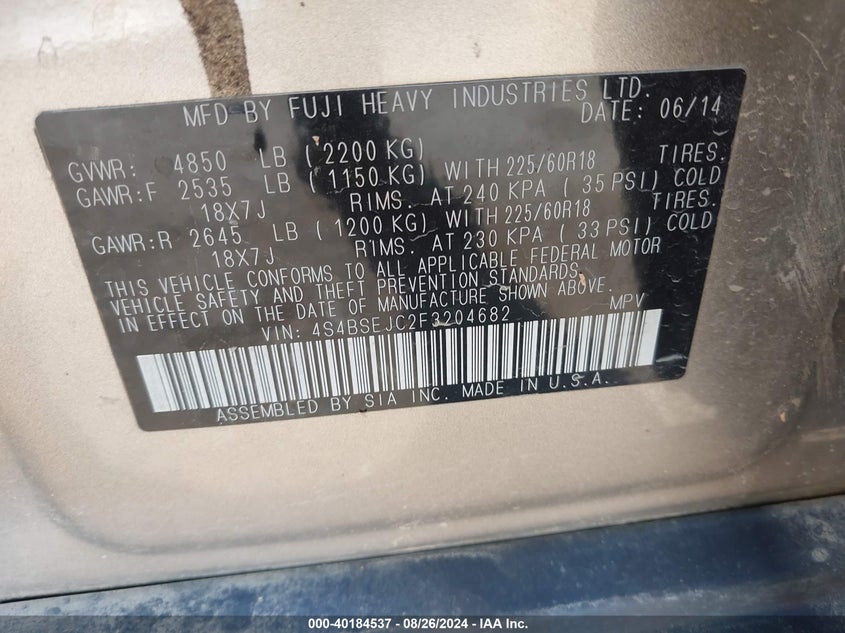 MFD BY FUJI HEAVY INDUSTRIES LTD.
DATE: 06/14
GVWR: 4850 LB (2200 KG)
GAWR:F 2535 LB (1150 KG) WITH 225/60R18 TIRES.
18X7J RIMS. AT 240 KPA (35 PSI) COLD
GAWR:R 2645 LB (1200 KG) WITH 225/60R18 TIRES.
18X7J RIMS. AT 230 KPA (33 PSI) COLD
THIS VEHICLE CONFORMS TO ALL APPLICABLE FEDERAL MOTOR
VEHICLE SAFETY AND THEFT PREVENTION STANDARDS
IN EFFECT ON THE DATE OF MANUFACTURE SHOWN ABOVE.
VIN: 4S4BSEJC2F3204682 MPV
ASSEMBLED BY SIA INC. MADE IN U.S.A.
000-40184537 - 08/26/2024 - IAA Inc.